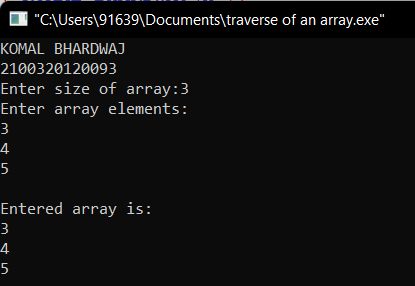 "C:\Users\91639\Documents\traverse of an array.exe"
KOMAL BHARDWAJ
2100320120093
Enter size of array:3
Enter array elements:
3
4
5
Entered array is:
3
4
5